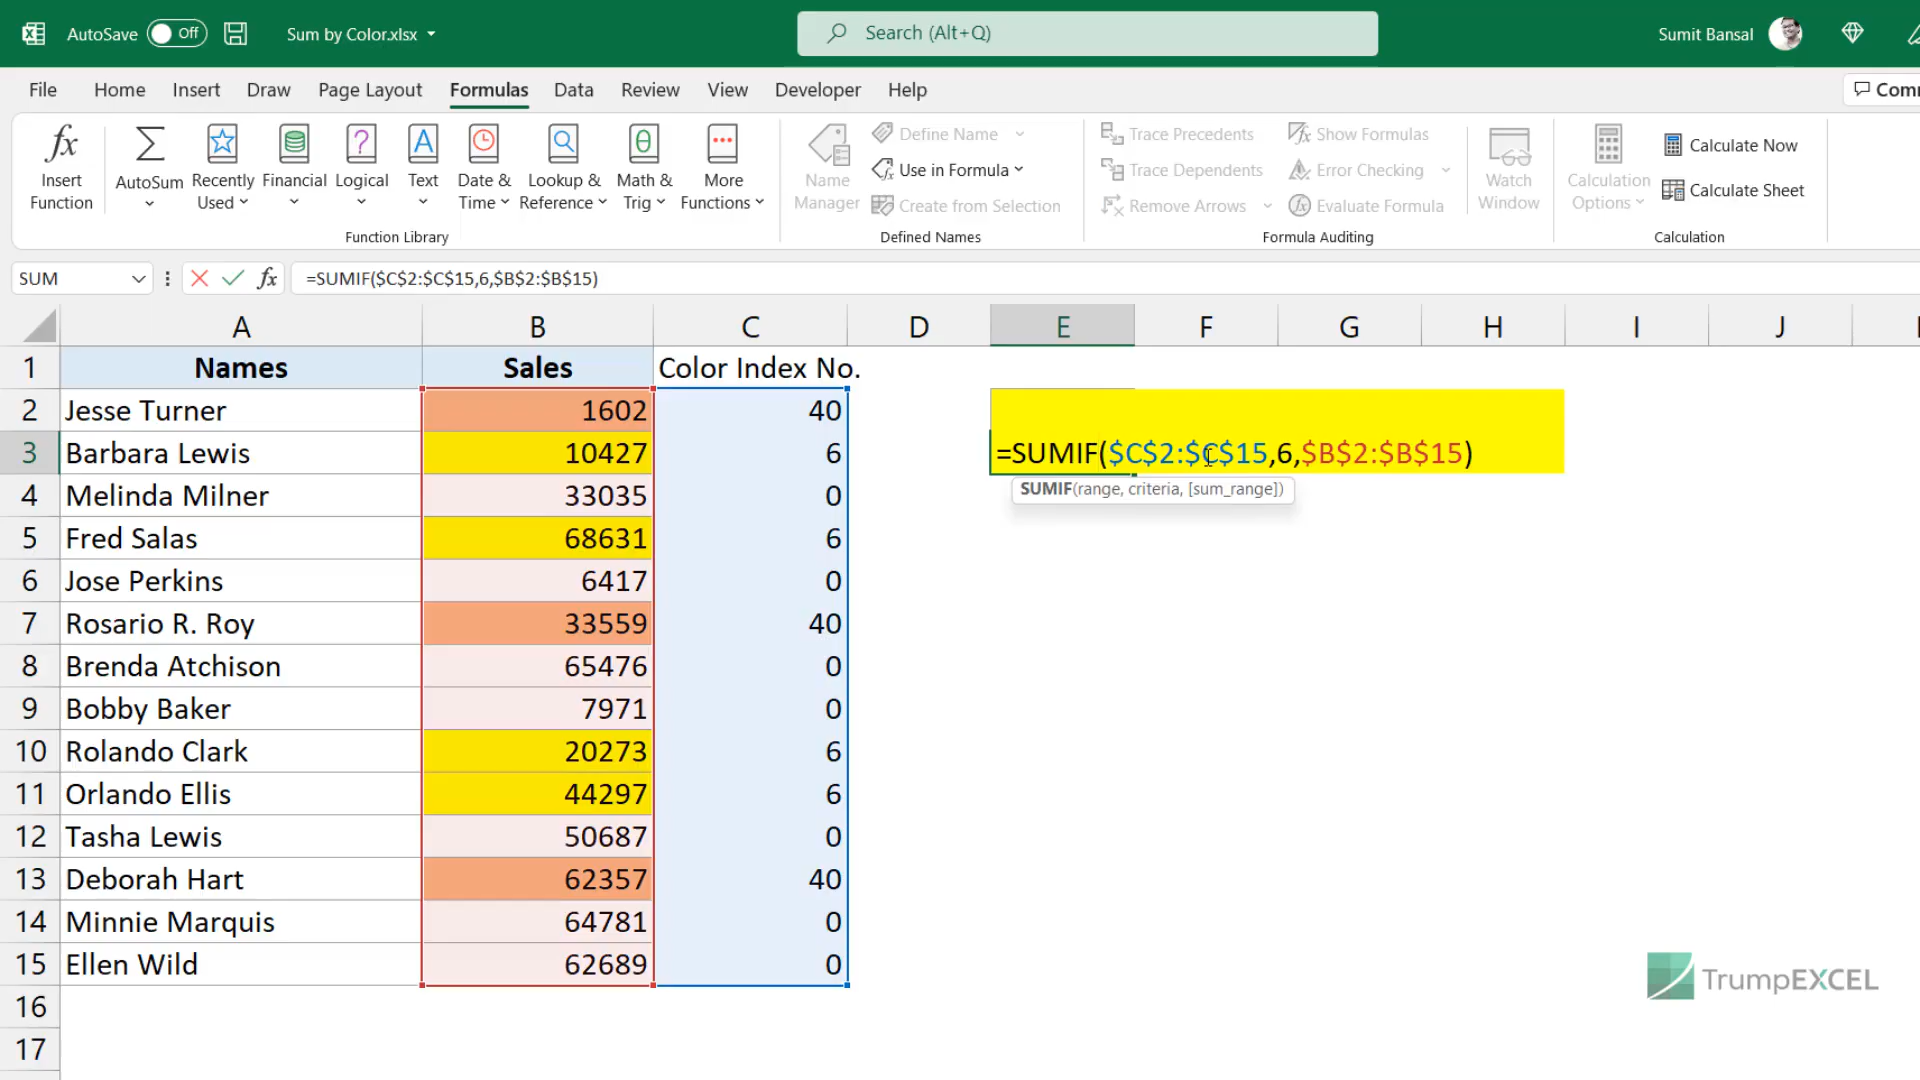 AutoSave Off Sum by Color.xlsx Search (Alt+Q) Sumit Bansal
File Home Insert Draw Page Layout Formulas Data Review View Developer Help
Insert Function
AutoSum
Recently Used
Financial
Logical
Text
Date & Time
Lookup & Reference
Math & Trig
More Functions
Function Library
Name Manager
Define Name
Use in Formula
Create from Selection
Defined Names
Trace Precedents
Trace Dependents
Remove Arrows
Show Formulas
Error Checking
Evaluate Formula
Formula Auditing
Watch Window
Calculation Options
Calculate Now
Calculate Sheet
Calculation
SUM fx =SUMIF($C$2:$C$15,6,$B$2:$B$15)
A B C D E F G H I J
1 Names Sales Color Index No.
2 Jesse Turner 1602 40
3 Barbara Lewis 10427 6 =SUMIF($C$2:$C$15,6,$B$2:$B$15)
SUMIF(range, criteria, [sum_range])
4 Melinda Milner 33035 0
5 Fred Salas 68631 6
6 Jose Perkins 6417 0
7 Rosario R. Roy 33559 40
8 Brenda Atchison 65476 0
9 Bobby Baker 7971 0
10 Rolando Clark 20273 6
11 Orlando Ellis 44297 6
12 Tasha Lewis 50687 0
13 Deborah Hart 62357 40
14 Minnie Marquis 64781 0
15 Ellen Wild 62689 0
16
17
TrumpEXCEL